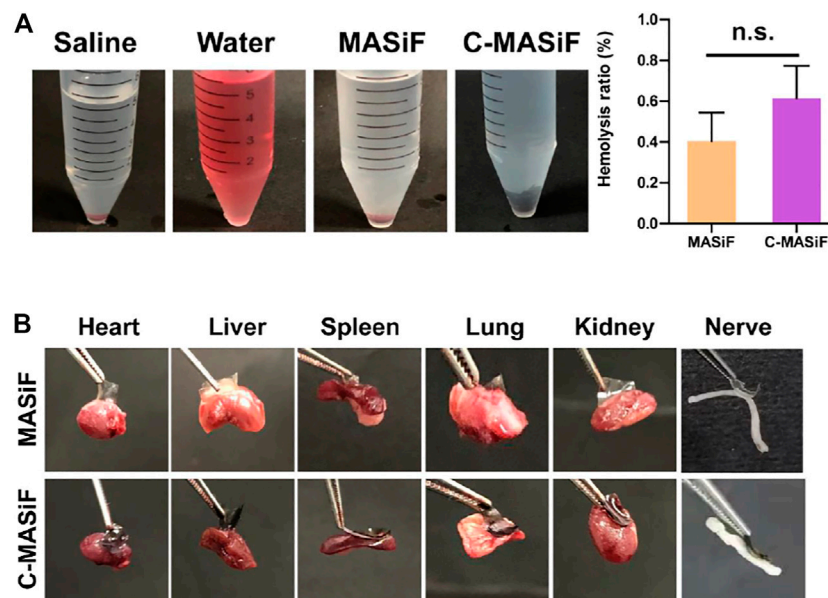 A
Saline Water MASiF C-MASiF
5
4
3
2
Hemolysis ratio (%)
1.0
0.8
0.6
0.4
0.2
0.0
n.s.
MASiF C-MASiF
B
Heart Liver Spleen Lung Kidney Nerve
MASiF
C-MASiF